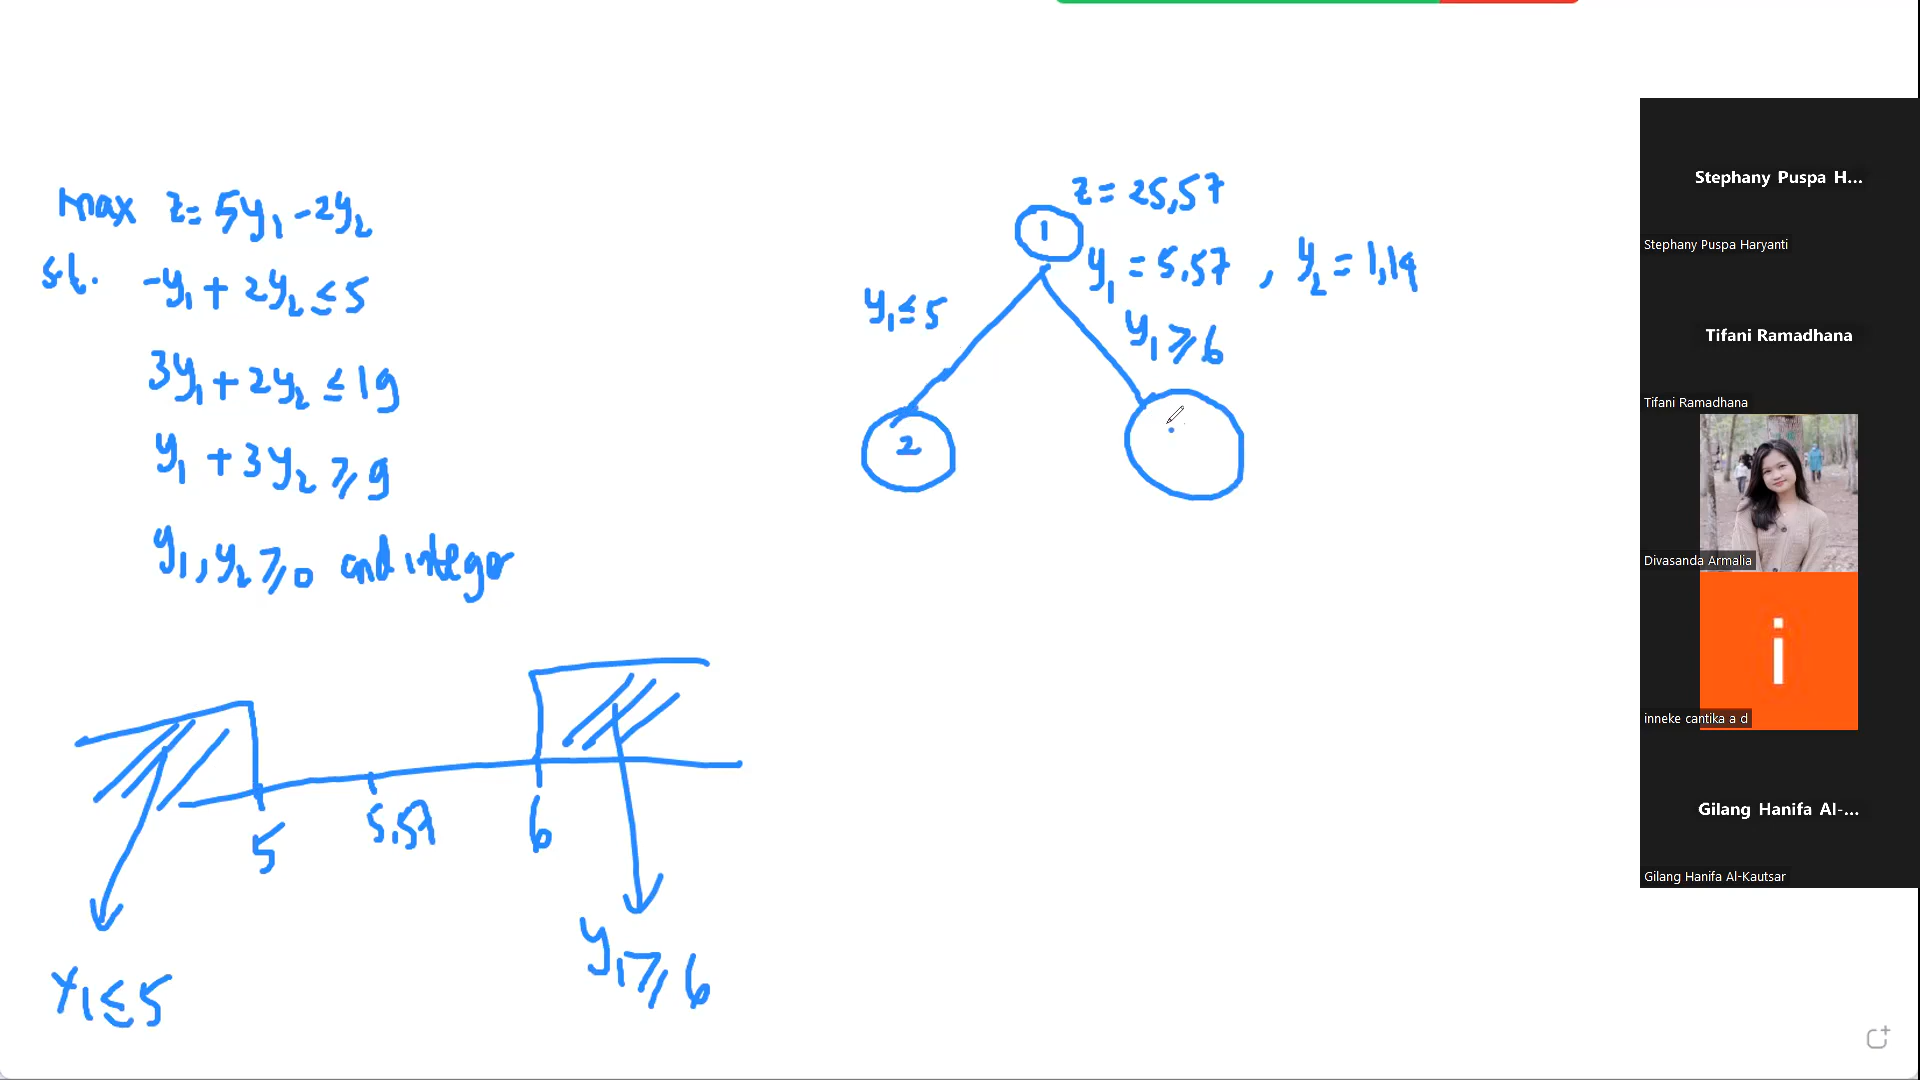 max z = 5y₁ - 2y₂
st. -y₁ + 2y₂ ≤ 5
3y₁ + 2y₂ ≤ 19
y₁ + 3y₂ ≥ 9
y₁, y₂ ≥ 0 and integer
5
5,57
6
x₁ ≤ 5
y₁ ≥ 6
z = 25,57
1
y₁ = 5,57 , y₂ = 1,14
y₁ ≤ 5
y₁ ≥ 6
2
Stephany Puspa H...
Stephany Puspa Haryanti
Tifani Ramadhana
Tifani Ramadhana
Divasanda Armalia
i
inneke cantika a d
Gilang Hanifa Al-...
Gilang Hanifa Al-Kautsar